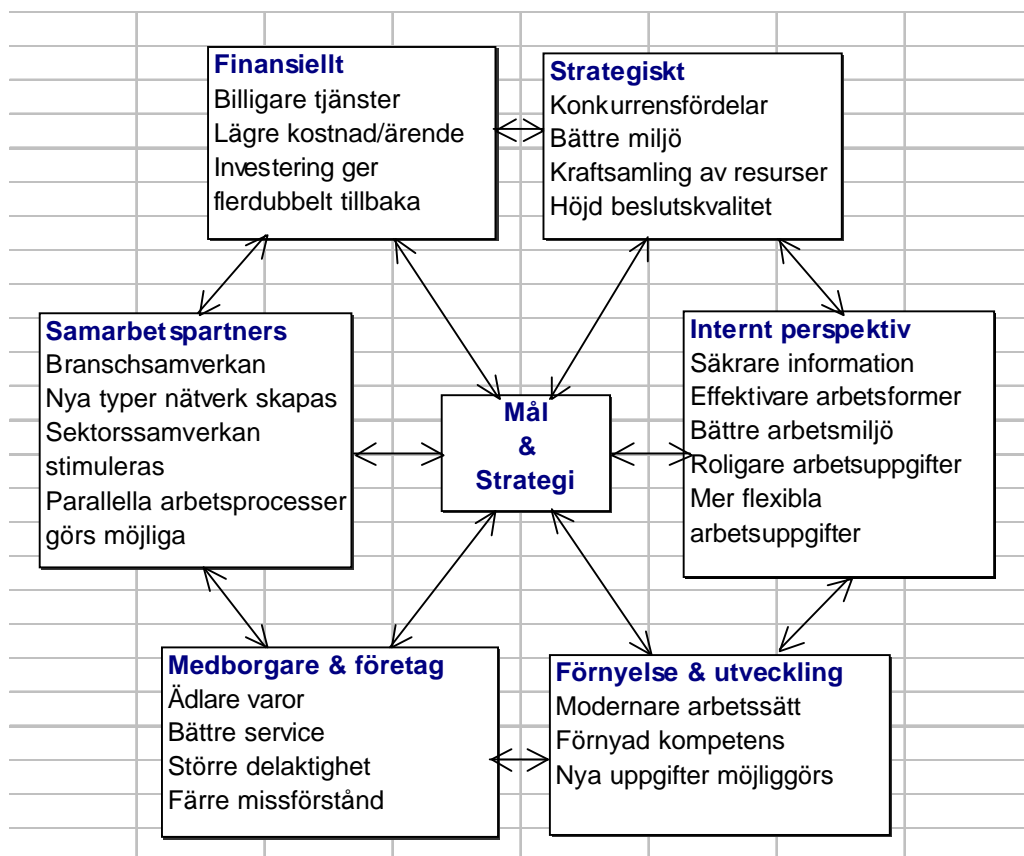 Finansiellt
Billigare tjänster
Lägre kostnad/ärende
Investering ger
flerdubbelt tillbaka
Strategiskt
Konkurrensfördelar
Bättre miljö
Kraftsamling av resurser
Höjd beslutskvalitet
Samarbetspartners
Branschsamverkan
Nya typer nätverk skapas
Sektorssamverkan
stimuleras
Parallella arbetsprocesser
görs möjliga
Mål
&
Strategi
Internt perspektiv
Säkrare information
Effektivare arbetsformer
Bättre arbetsmiljö
Roligare arbetsuppgifter
Mer flexibla
arbetsuppgifter
Medborgare & företag
Ädlare varor
Bättre service
Större delaktighet
Färre missförstånd
Förnyelse & utveckling
Modernare arbetssätt
Förnyad kompetens
Nya uppgifter möjliggörs